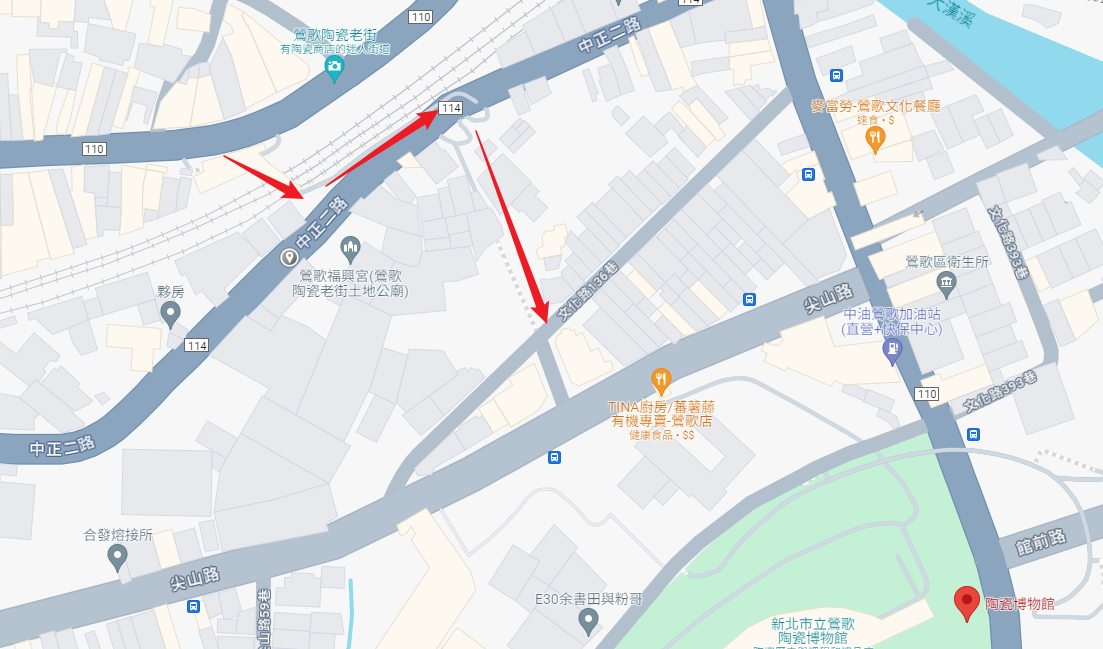 110
114
大漢溪
鶯歌陶瓷老街
有陶瓷商店的迷人街道
中正二路
114
110
麥當勞-鶯歌文化餐廳
速食・$
中正二路
文化路393巷
鶯歌福興宮(鶯歌
陶瓷老街土地公廟)
文化路136巷
鶯歌區衛生所
夥房
尖山路
中油鶯歌加油站
(直營+快保中心)
114
110
文化路393巷
TINA廚房/蕃薯藤
有機專賣-鶯歌店
健康食品・$$
中正二路
合發熔接所
館前路
尖山路
尖山路59巷
E30余書田與粉哥
陶瓷博物館
新北市立鶯歌
陶瓷博物館